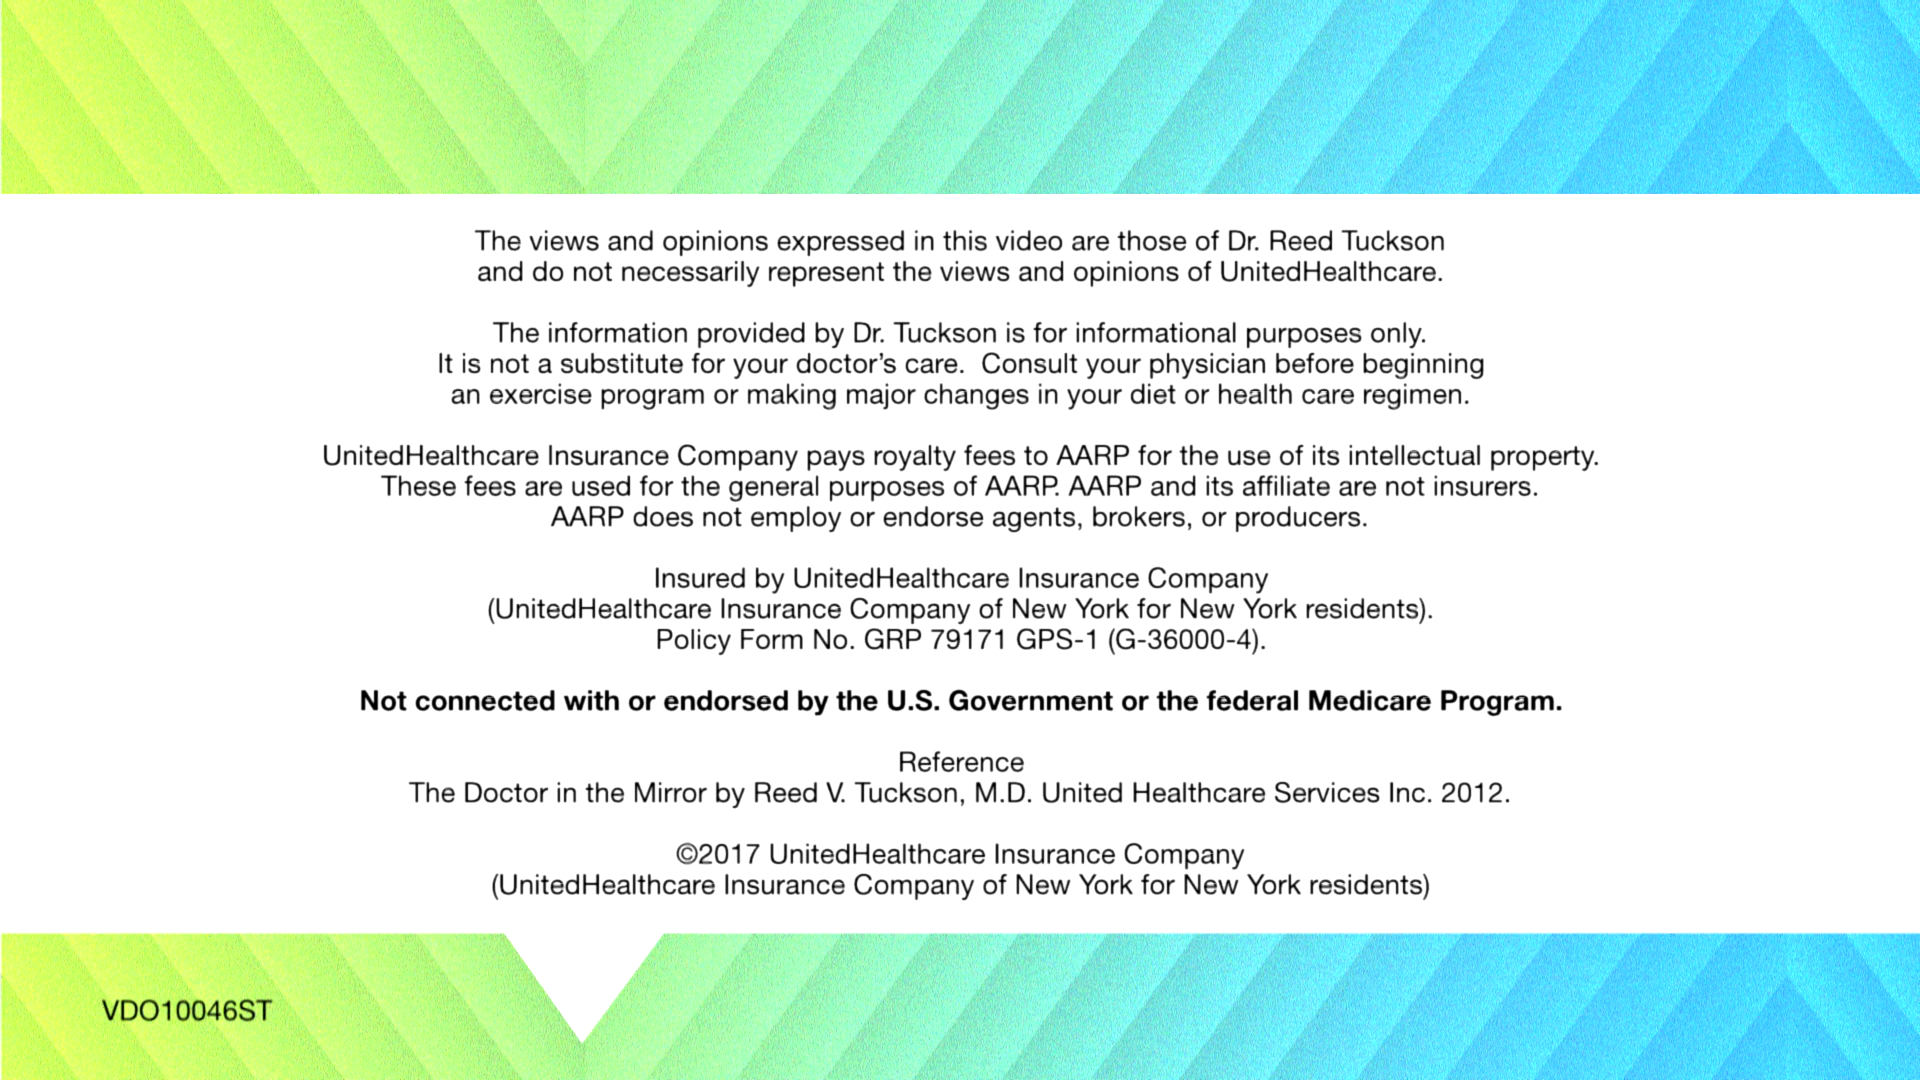 The views and opinions expressed in this video are those of Dr. Reed Tuckson
and do not necessarily represent the views and opinions of UnitedHealthcare.
The information provided by Dr. Tuckson is for informational purposes only.
It is not a substitute for your doctor's care.  Consult your physician before beginning
an exercise program or making major changes in your diet or health care regimen.
UnitedHealthcare Insurance Company pays royalty fees to AARP for the use of its intellectual property.
These fees are used for the general purposes of AARP. AARP and its affiliate are not insurers.
AARP does not employ or endorse agents, brokers, or producers.
Insured by UnitedHealthcare Insurance Company
(UnitedHealthcare Insurance Company of New York for New York residents).
Policy Form No. GRP 79171 GPS-1 (G-36000-4).
Not connected with or endorsed by the U.S. Government or the federal Medicare Program.
Reference
The Doctor in the Mirror by Reed V. Tuckson, M.D. United Healthcare Services Inc. 2012.
©2017 UnitedHealthcare Insurance Company
(UnitedHealthcare Insurance Company of New York for New York residents)
VDO10046ST